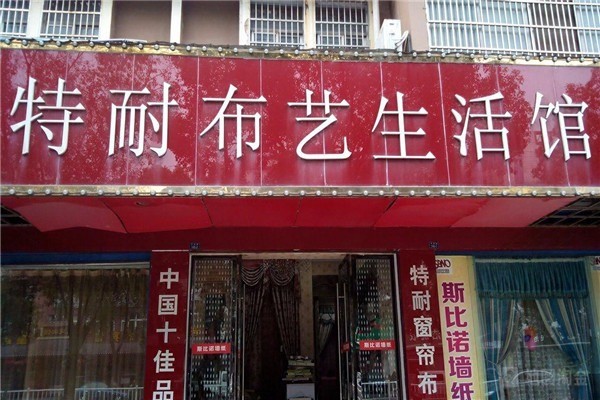 特耐布艺生活馆
中国十佳品
斯比诺墙纸
斯比诺墙纸
特耐窗帘布
斯比诺墙纸